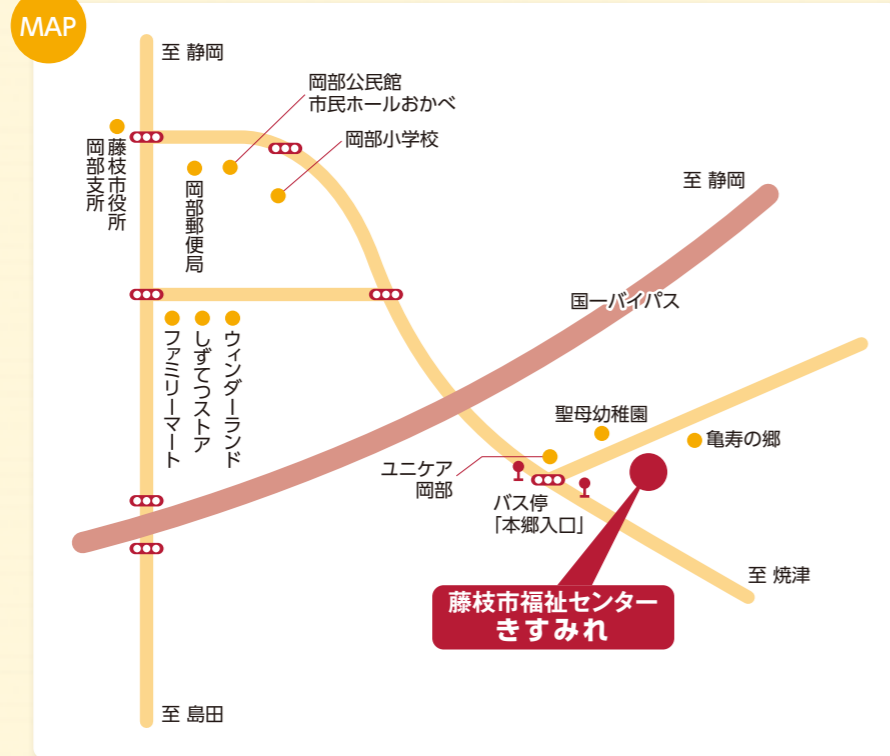 MAP
至 静岡
岡部公民館
市民ホールおかべ
岡部小学校
藤枝市役所
岡部支所
岡部郵便局
至 静岡
国一バイパス
ウィンダーランド
しずてつストア
ファミリーマート
聖母幼稚園
亀寿の郷
ユニケア
岡部
バス停
「本郷入口」
至 焼津
藤枝市福祉センター
きすみれ
至 島田